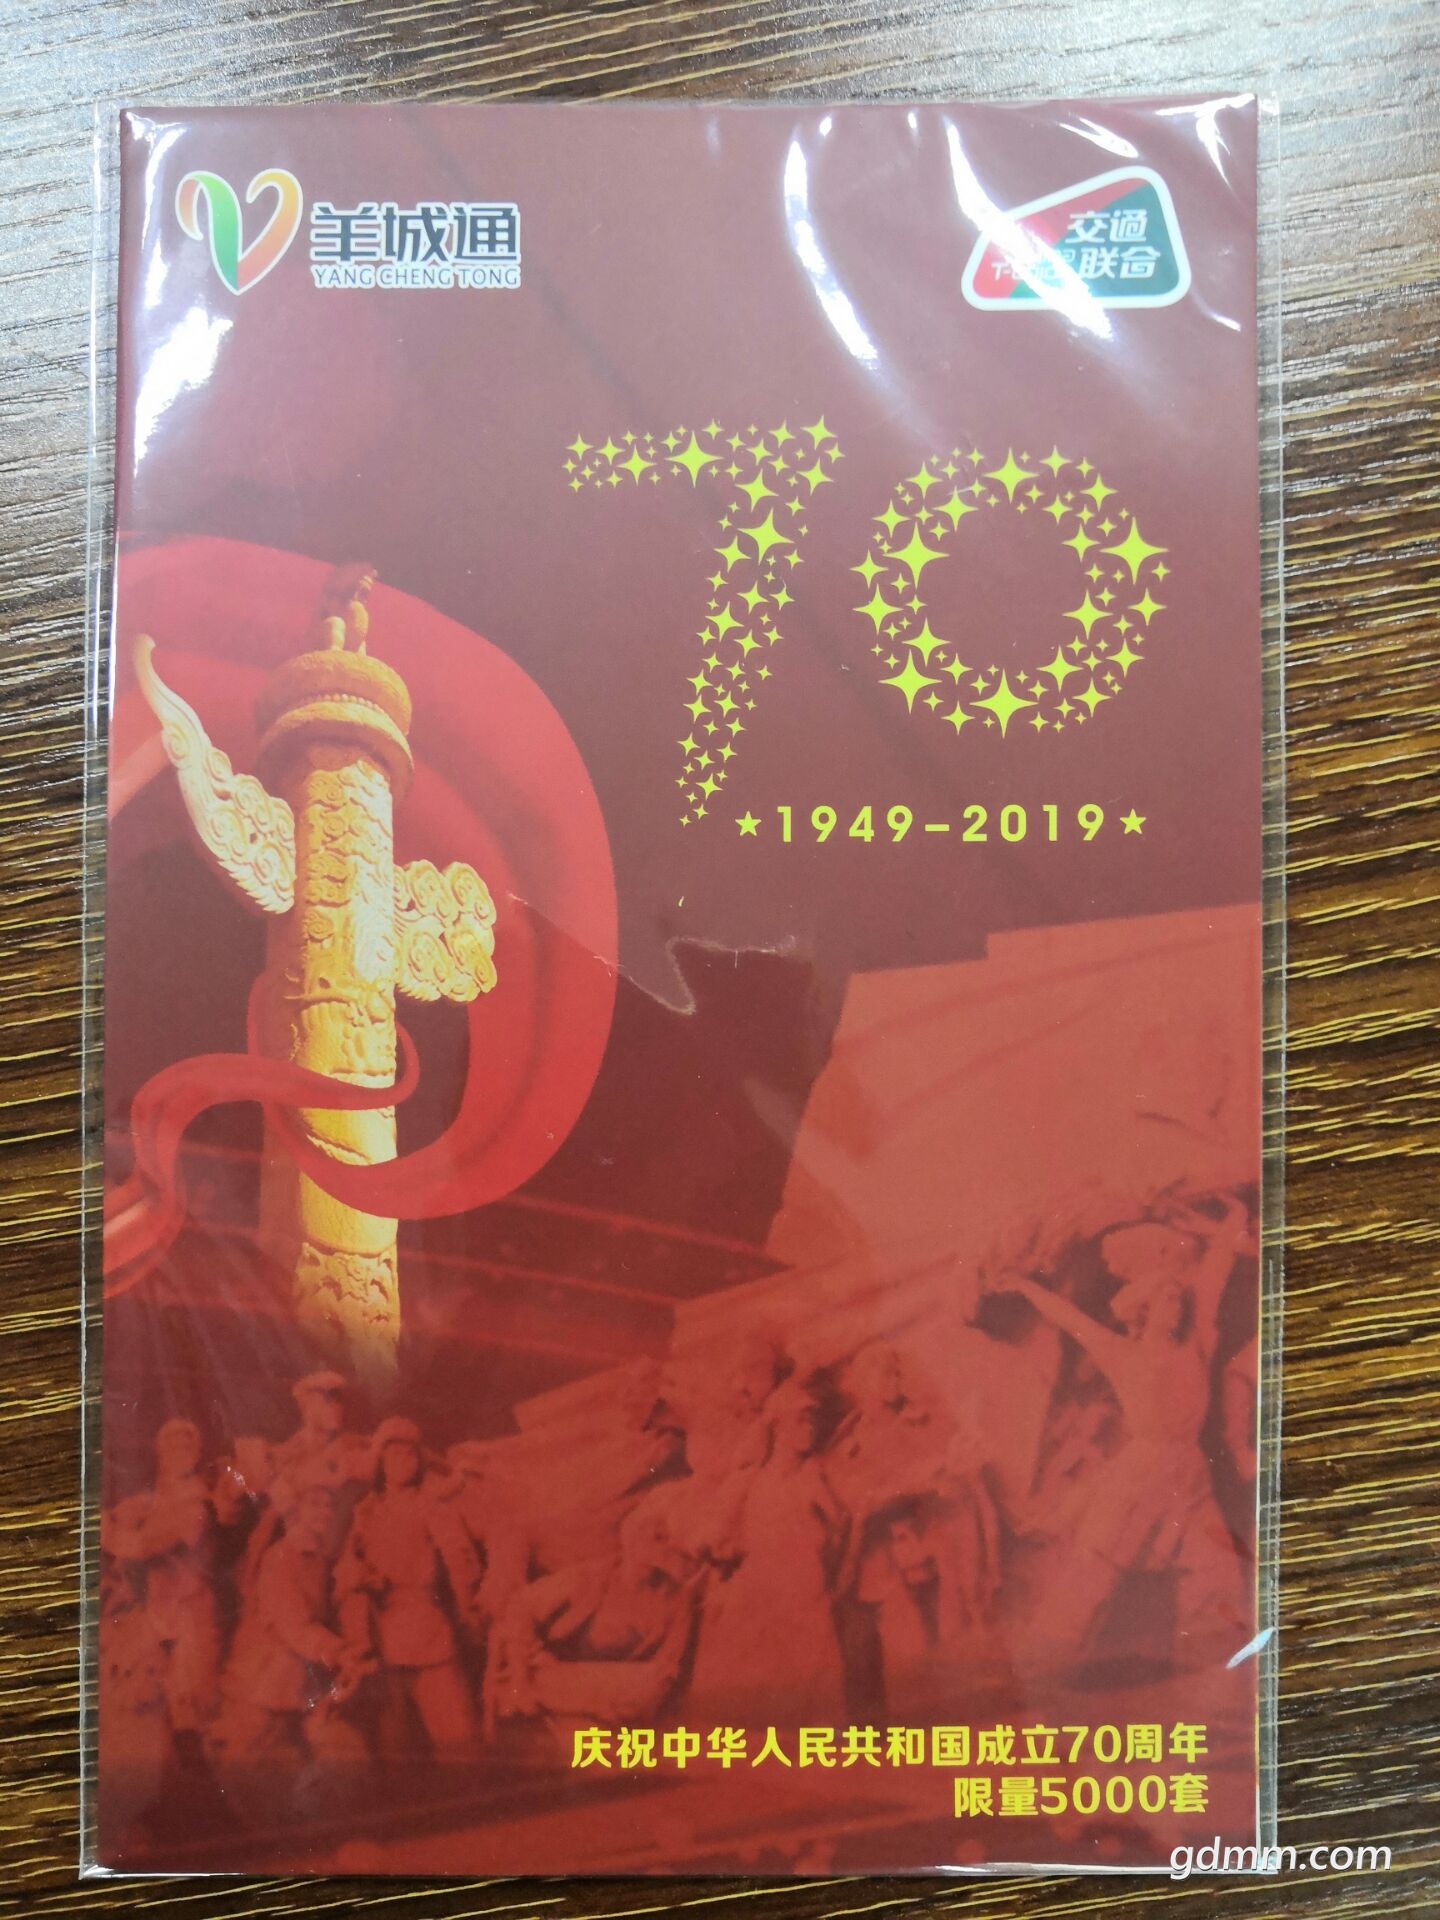 羊城通
YANG CHENG TONG
交通
联合
70
★1949-2019★
庆祝中华人民共和国成立70周年
限量5000套
gdmm.com